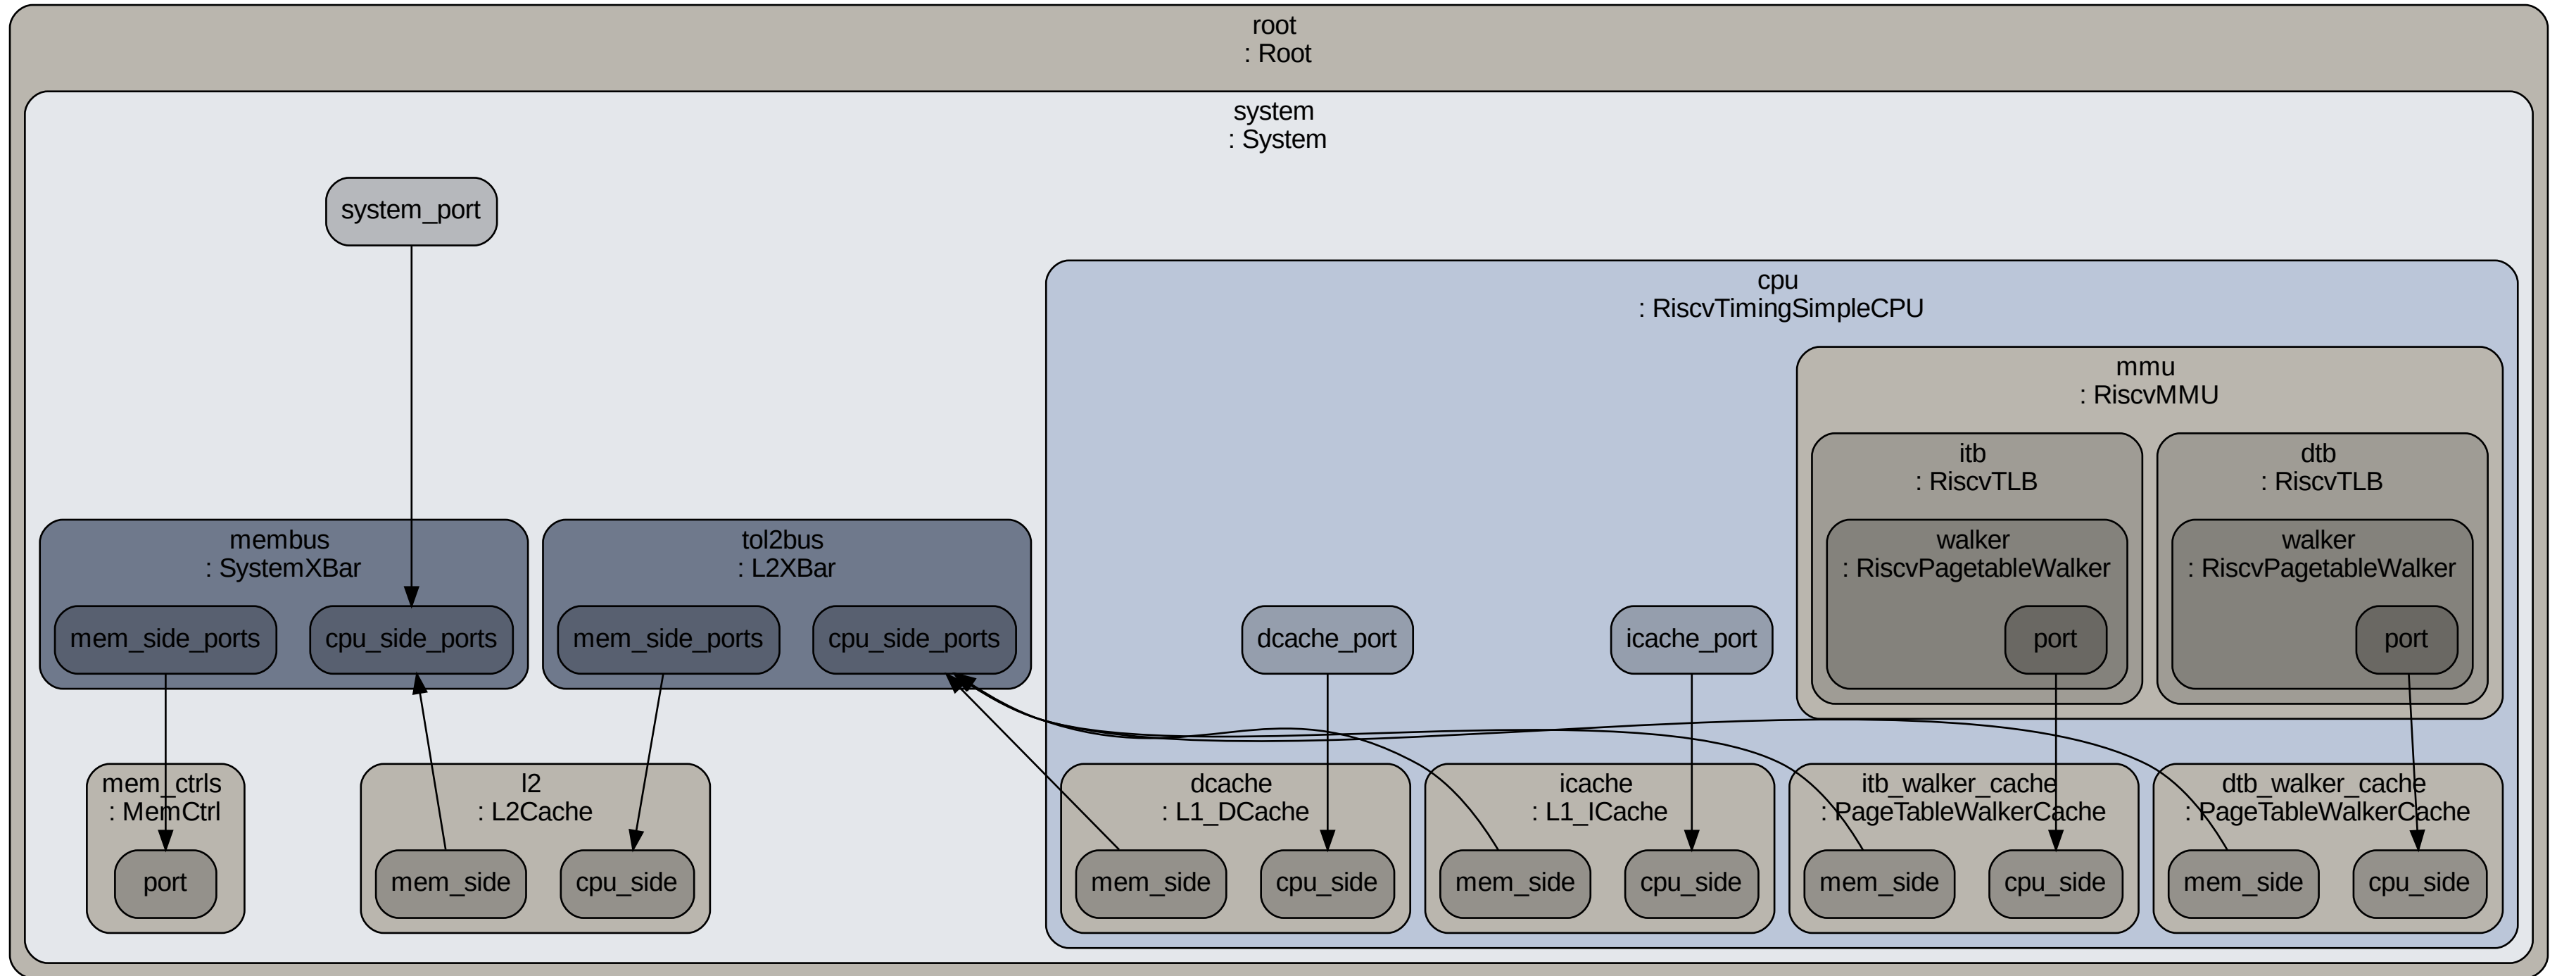 root
: Root
system
: System
system_port
cpu
: RiscvTimingSimpleCPU
mmu
: RiscvMMU
itb
: RiscvTLB
dtb
: RiscvTLB
membus
: SystemXBar
tol2bus
: L2XBar
walker
: RiscvPagetableWalker
walker
: RiscvPagetableWalker
mem_side_ports
cpu_side_ports
mem_side_ports
cpu_side_ports
dcache_port
icache_port
port
port
mem_ctrls
: MemCtrl
l2
: L2Cache
dcache
: L1_DCache
icache
: L1_ICache
itb_walker_cache
: PageTableWalkerCache
dtb_walker_cache
: PageTableWalkerCache
port
mem_side
cpu_side
mem_side
cpu_side
mem_side
cpu_side
mem_side
cpu_side
mem_side
cpu_side